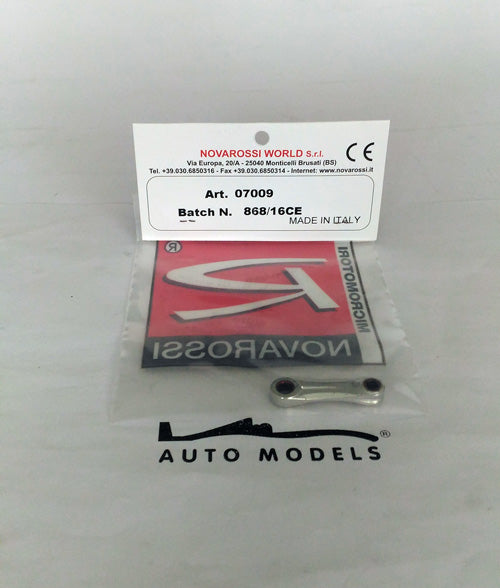 NOVAROSSI WORLD S.r.l.
Via Europa, 20/A - 25040 Monticelli Brusati (BS)
Tel. +39.030.6850316 - Fax +39.030.6850314 - Internet: www.novarossi.it
CE
Art. 07009
Batch N. 868/16CE
MADE IN ITALY
®
MICROMOTORI
NOVAROSSI
®
AUTO MODELS